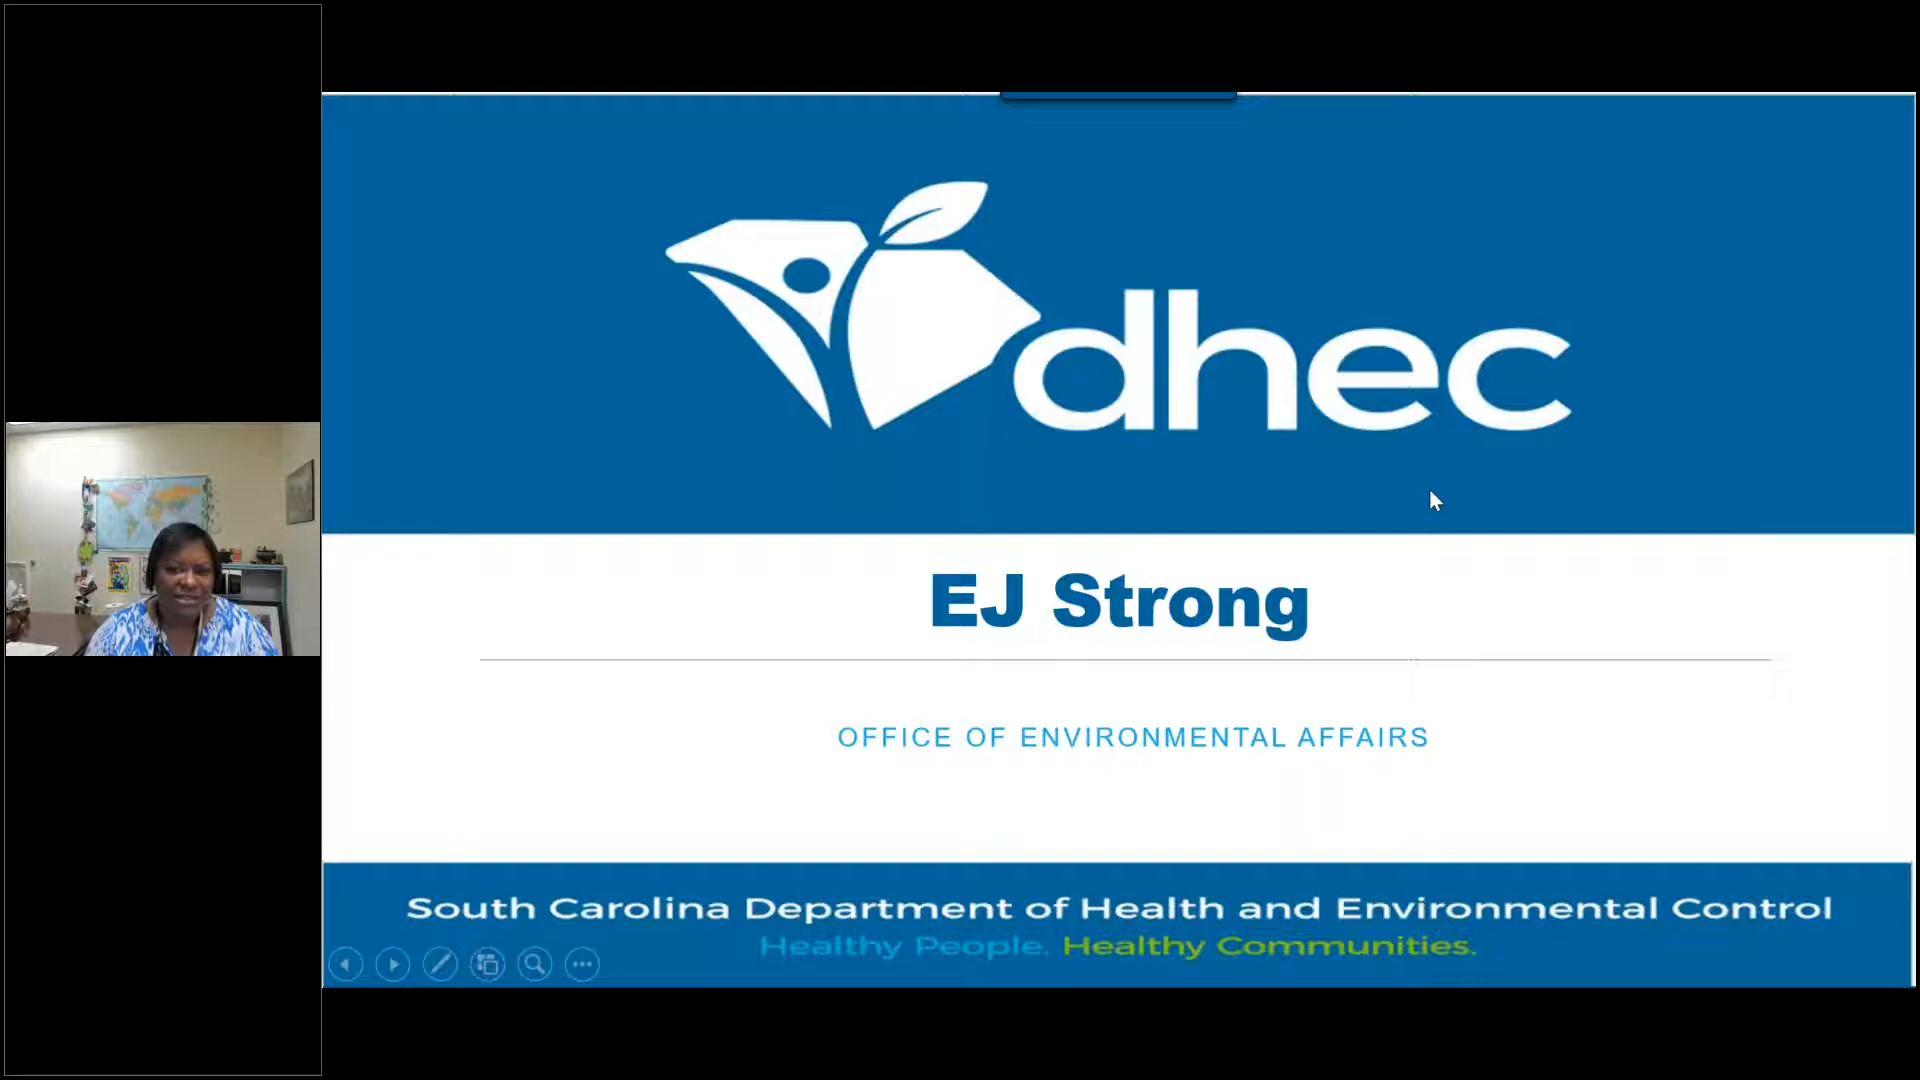 dhec
EJ Strong
OFFICE OF ENVIRONMENTAL AFFAIRS
South Carolina Department of Health and Environmental Control
Healthy People. Healthy Communities.